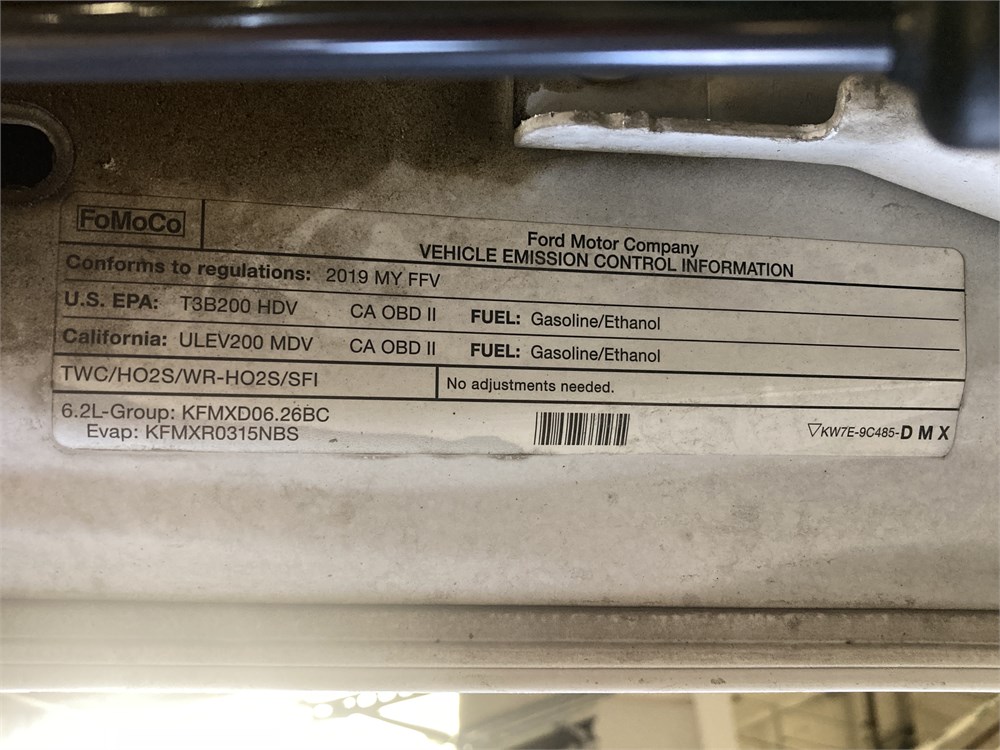 FoMoCo
Ford Motor Company
VEHICLE EMISSION CONTROL INFORMATION
Conforms to regulations: 2019 MY FFV
U.S. EPA: T3B200 HDV CA OBD II FUEL: Gasoline/Ethanol
California: ULEV200 MDV CA OBD II FUEL: Gasoline/Ethanol
TWC/HO2S/WR-HO2S/SFI No adjustments needed.
6.2L-Group: KFMXD06.26BC
Evap: KFMXR0315NBS
▽KW7E-9C485-D M X